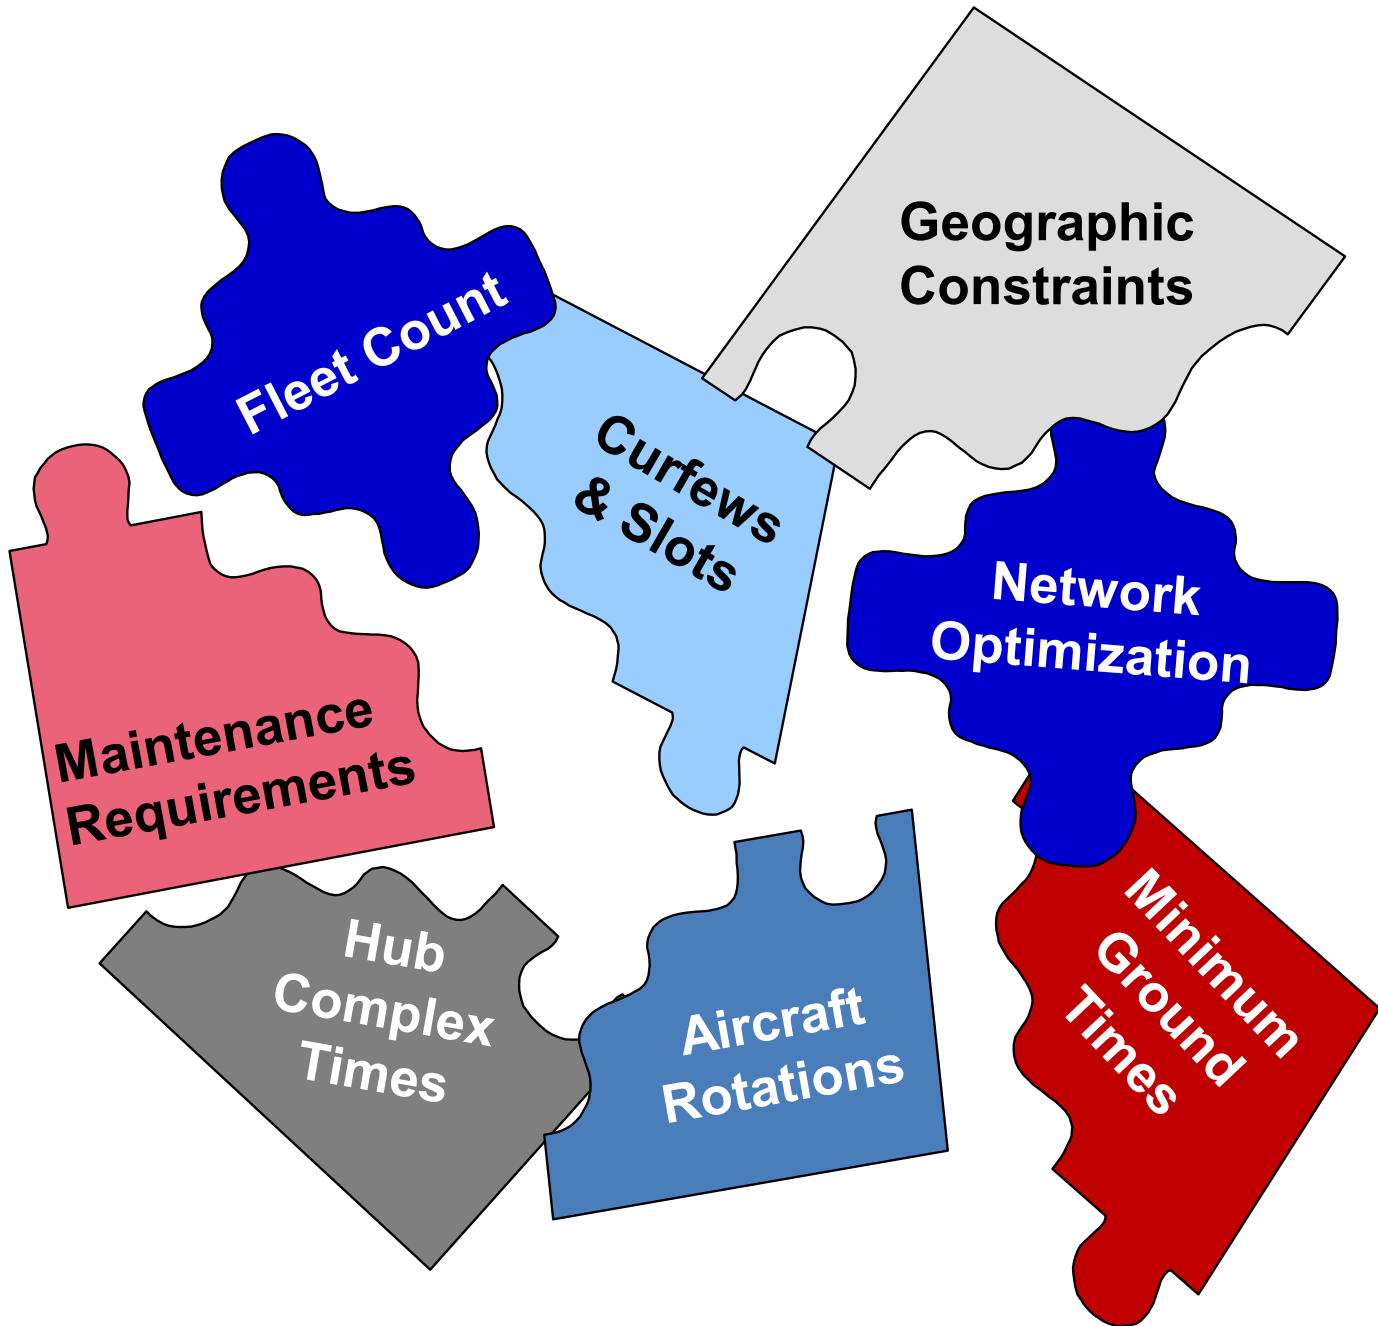 Geographic
Constraints
Fleet Count
Curfews
& Slots
Network
Optimization
Maintenance
Requirements
Hub
Complex
Times
Aircraft
Rotations
Minimum
Ground
Times